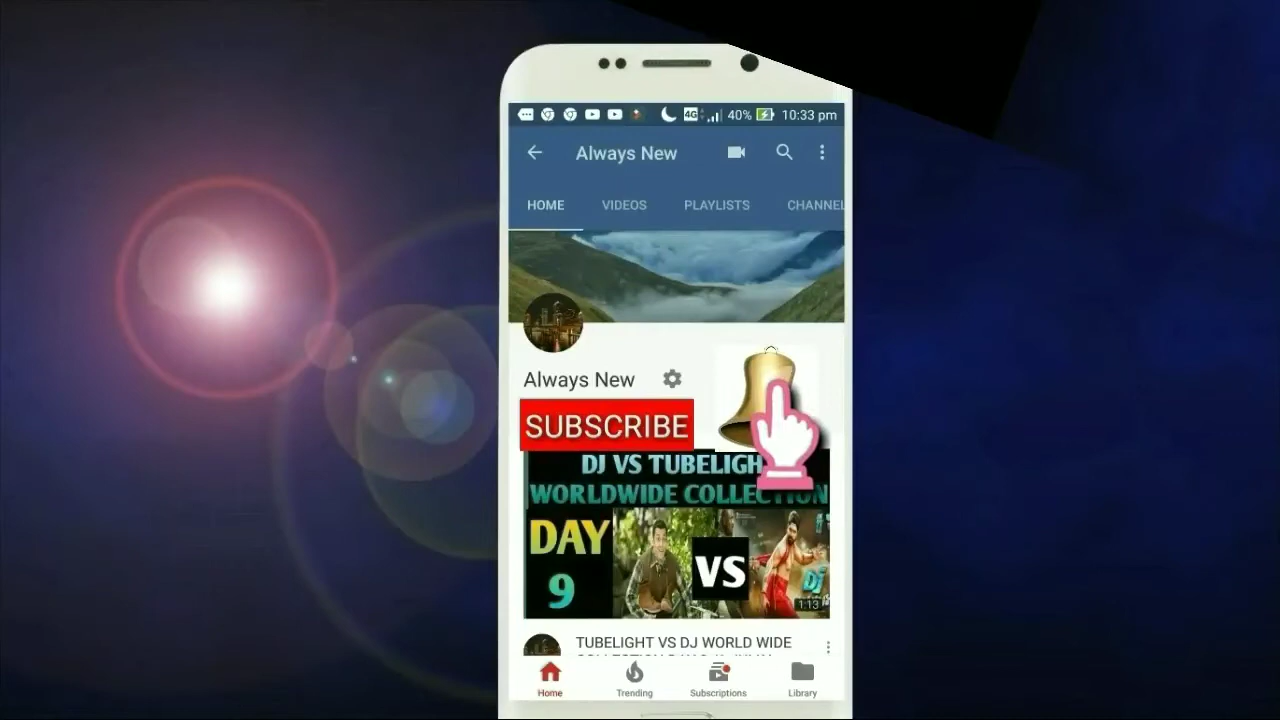 4G 40% 10:33 pm
Always New
HOME VIDEOS PLAYLISTS CHANNEL
Always New
SUBSCRIBE
DJ VS TUBELIGH
WORLDWIDE COLLECTION
DAY
9
VS
DJ
1:13
TUBELIGHT VS DJ WORLD WIDE
Home Trending Subscriptions Library